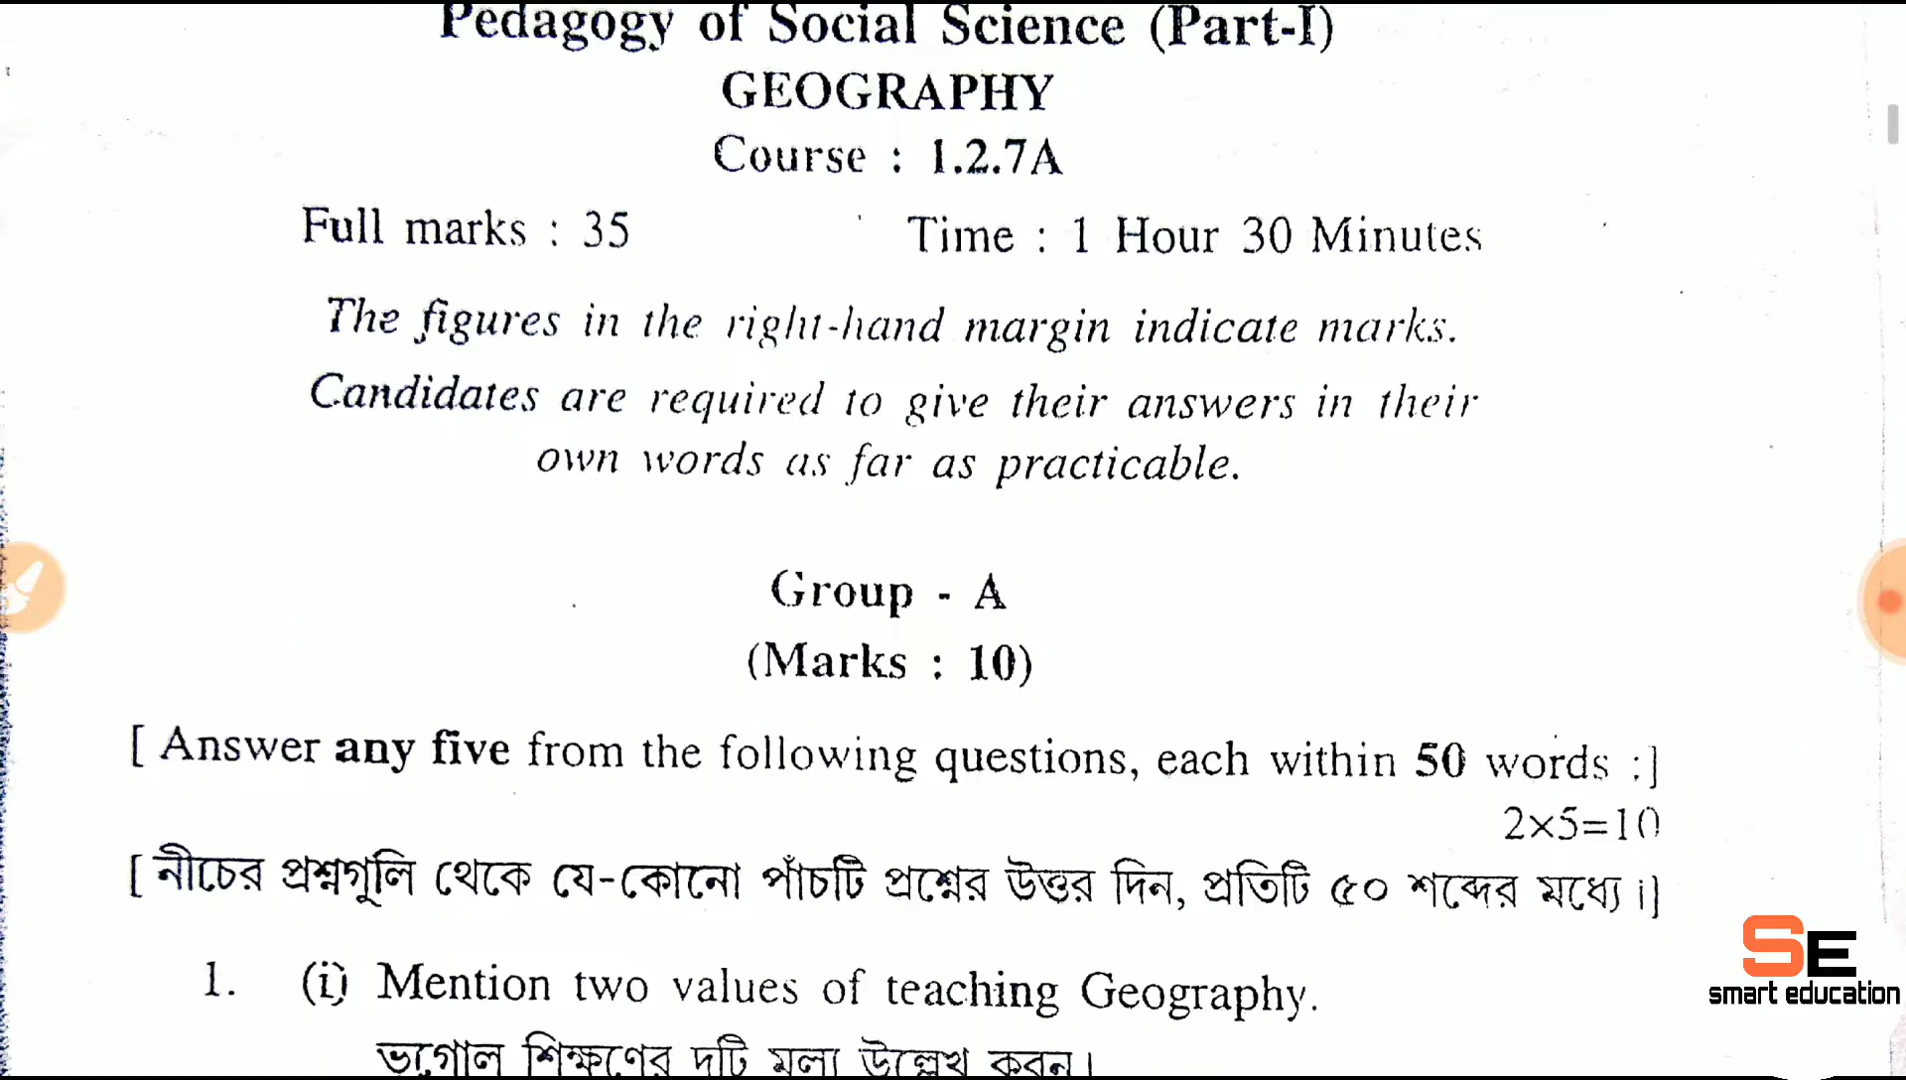 Pedagogy of Social Science (Part-I)
GEOGRAPHY
Course : 1.2.7A
Full marks : 35 Time : 1 Hour 30 Minutes
The figures in the right-hand margin indicate marks.
Candidates are required to give their answers in their
own words as far as practicable.
Group - A
(Marks : 10)
[ Answer any five from the following questions, each within 50 words :]
2×5=10
[ নীচের প্রশ্নগুলি থেকে যে-কোনো পাঁচটি প্রশ্নের উত্তর দিন, প্রতিটি ৫০ শব্দের মধ্যে।]
1. (i) Mention two values of teaching Geography.
ভূগোল শিক্ষণের দুটি মূল্য উল্লেখ করুন।
SE
smart education